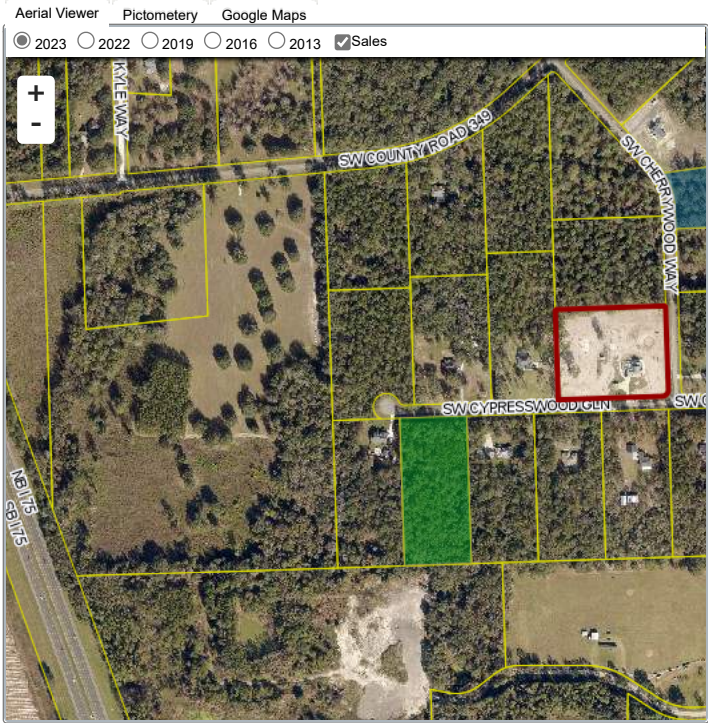 Aerial Viewer Pictometery Google Maps
2023 2022 2019 2016 2013 Sales
+
-
KYLE WAY
SW COUNTY ROAD 349
SW CHERRYWOOD WAY
SW CYPRESSWOOD GLN
SW C
NB I 75
SB I 75